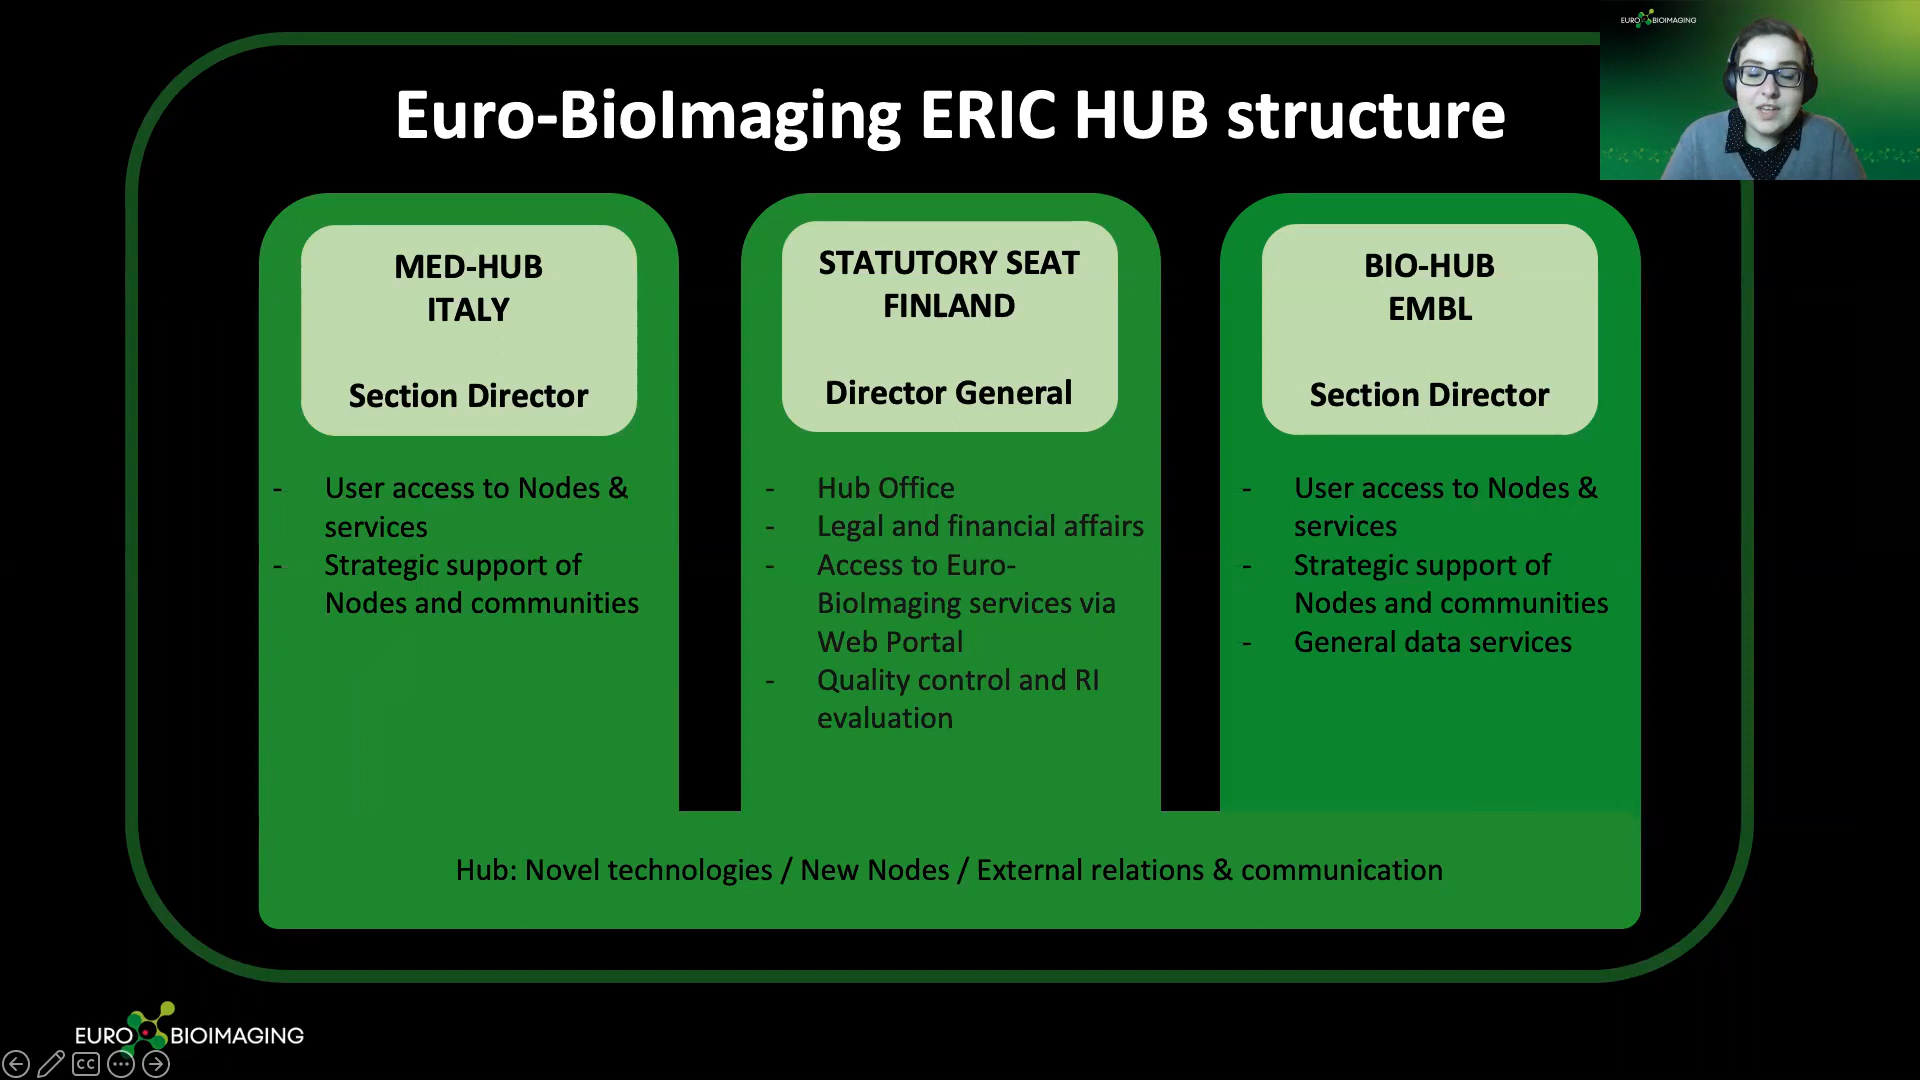 EURO BIOIMAGING
Euro-BioImaging ERIC HUB structure
MED-HUB
ITALY
Section Director
- User access to Nodes &
services
- Strategic support of
Nodes and communities
STATUTORY SEAT
FINLAND
Director General
- Hub Office
- Legal and financial affairs
- Access to Euro-
BioImaging services via
Web Portal
- Quality control and RI
evaluation
BIO-HUB
EMBL
Section Director
- User access to Nodes &
services
- Strategic support of
Nodes and communities
- General data services
Hub: Novel technologies / New Nodes / External relations & communication
EURO BIOIMAGING
CC